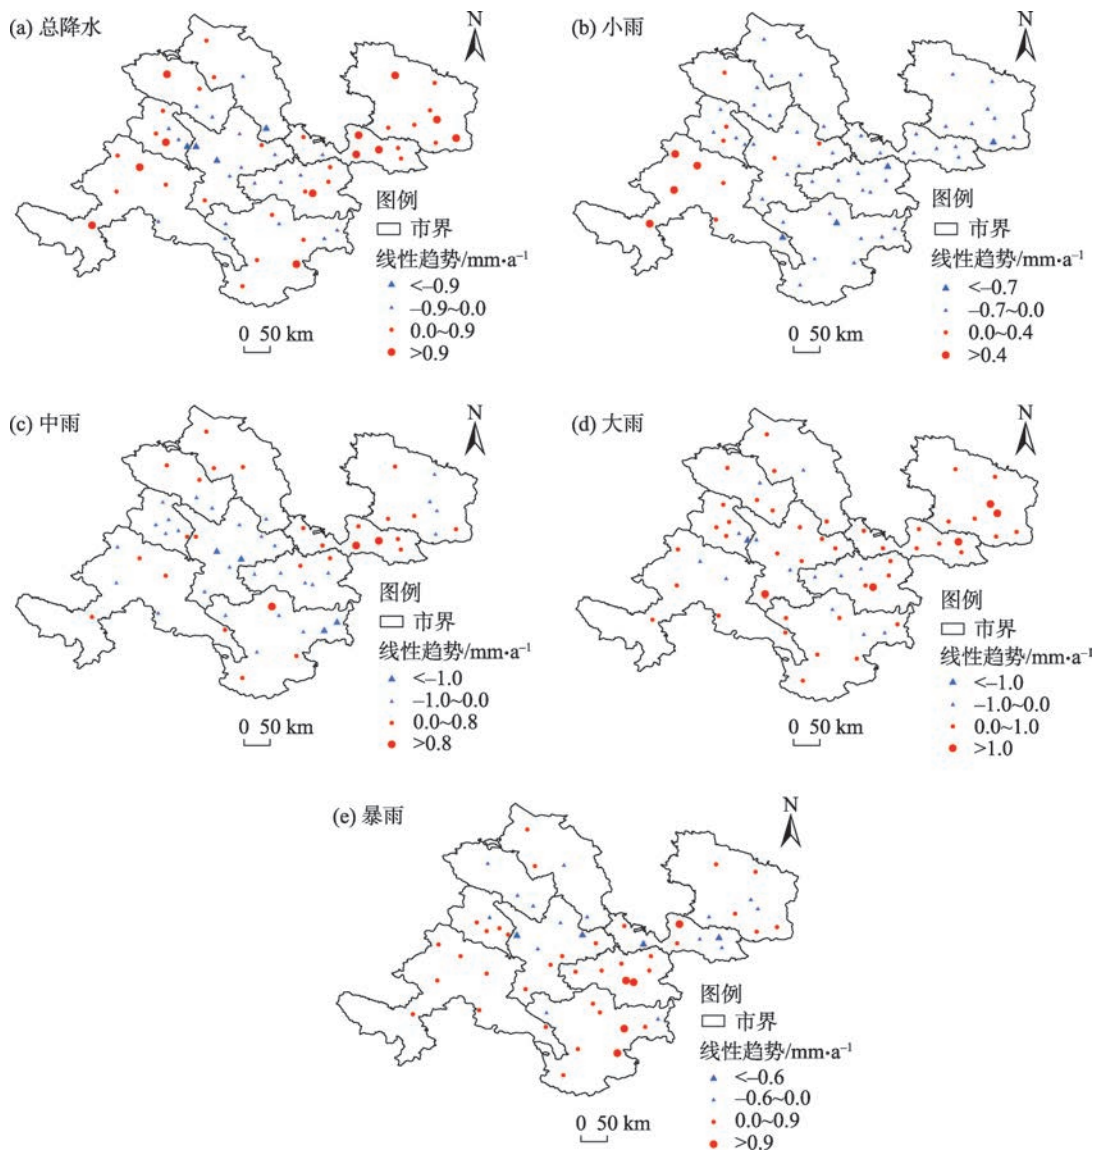 (a) 总降水
N
图例
市界
线性趋势/mm•a⁻¹
<–0.9
–0.9~0.0
0.0~0.9
>0.9
0 50 km
(b) 小雨
N
图例
市界
线性趋势/mm•a⁻¹
<–0.7
–0.7~0.0
0.0~0.4
>0.4
0 50 km
(c) 中雨
N
图例
市界
线性趋势/mm•a⁻¹
<–1.0
–1.0~0.0
0.0~0.8
>0.8
0 50 km
(d) 大雨
N
图例
市界
线性趋势/mm•a⁻¹
<–1.0
–1.0~0.0
0.0~1.0
>1.0
0 50 km
(e) 暴雨
N
图例
市界
线性趋势/mm•a⁻¹
<–0.6
–0.6~0.0
0.0~0.9
>0.9
0 50 km